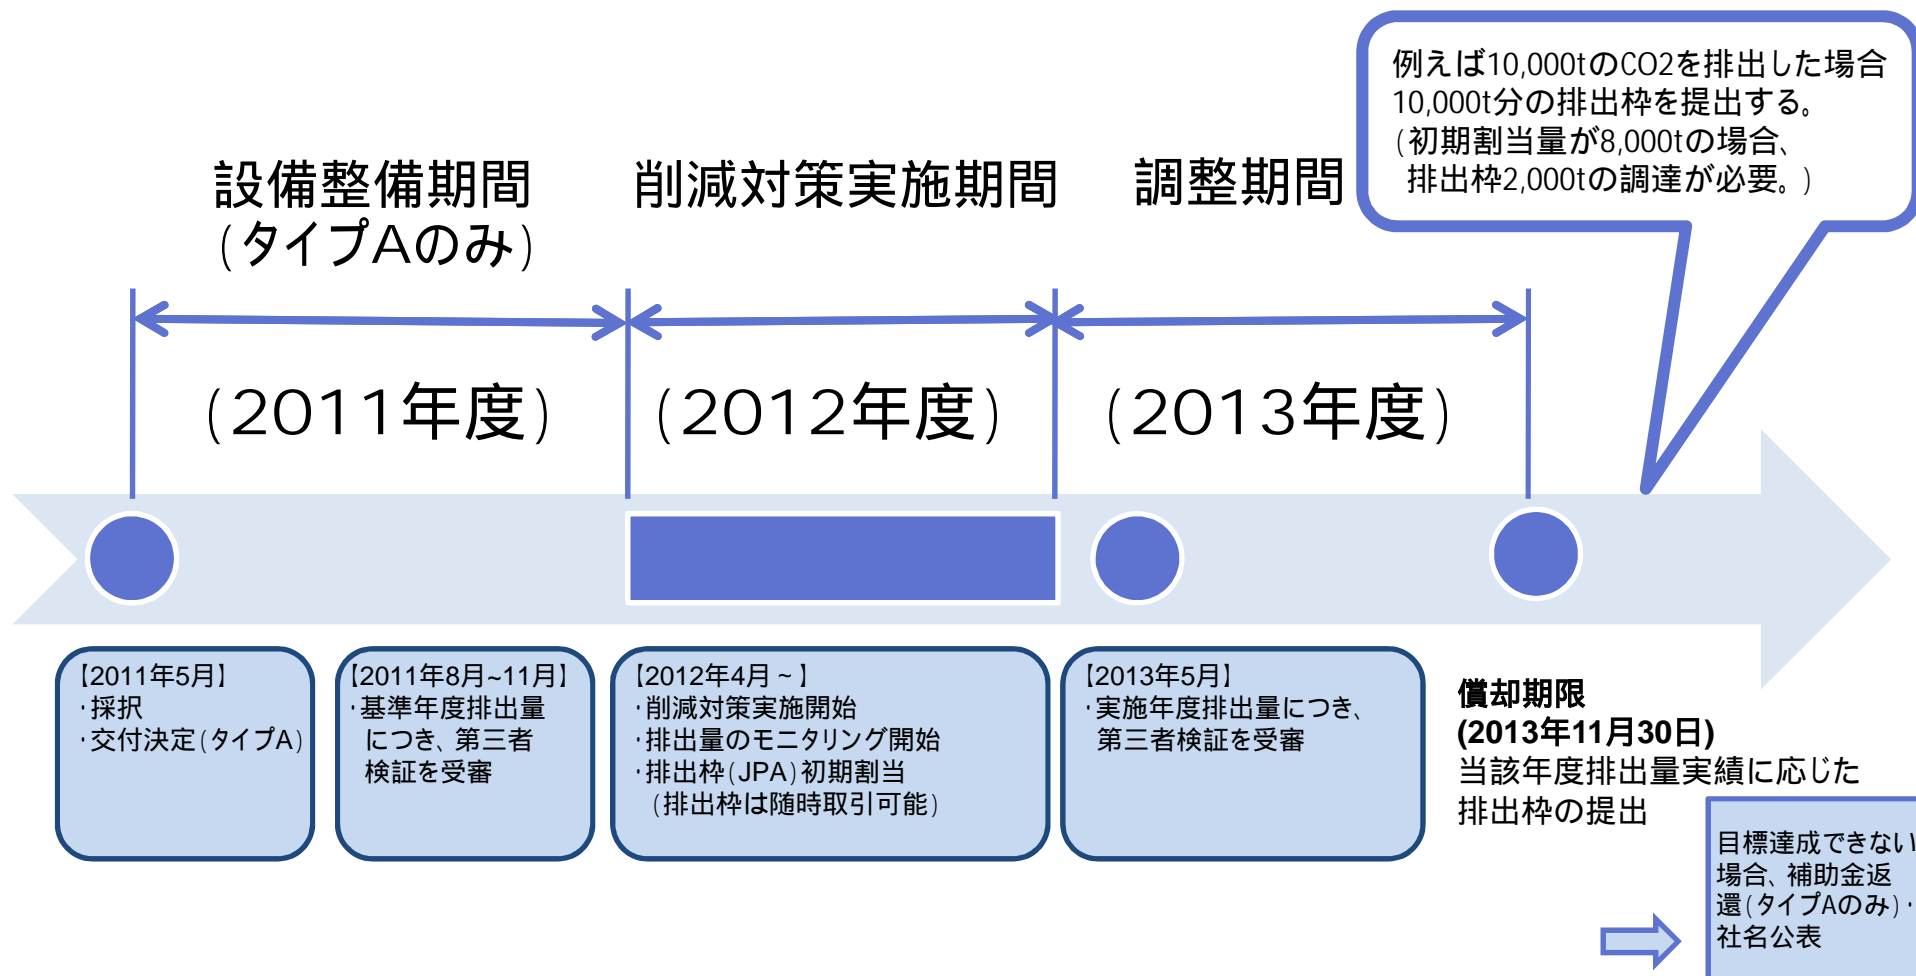 例えば10,000tのCO2を排出した場合
10,000t分の排出枠を提出する。
(初期割当量が8,000tの場合、
排出枠2,000tの調達が必要。)
設備整備期間
(タイプAのみ)
削減対策実施期間
調整期間
(2011年度)
(2012年度)
(2013年度)
【2011年5月】
・採択
・交付決定(タイプA)
【2011年8月~11月】
・基準年度排出量
につき、第三者
検証を受審
【2012年4月~】
・削減対策実施開始
・排出量のモニタリング開始
・排出枠(JPA)初期割当
(排出枠は随時取引可能)
【2013年5月】
・実施年度排出量につき、
第三者検証を受審
償却期限
(2013年11月30日)
当該年度排出量実績に応じた
排出枠の提出
目標達成できない
場合、補助金返
還(タイプAのみ)・
社名公表